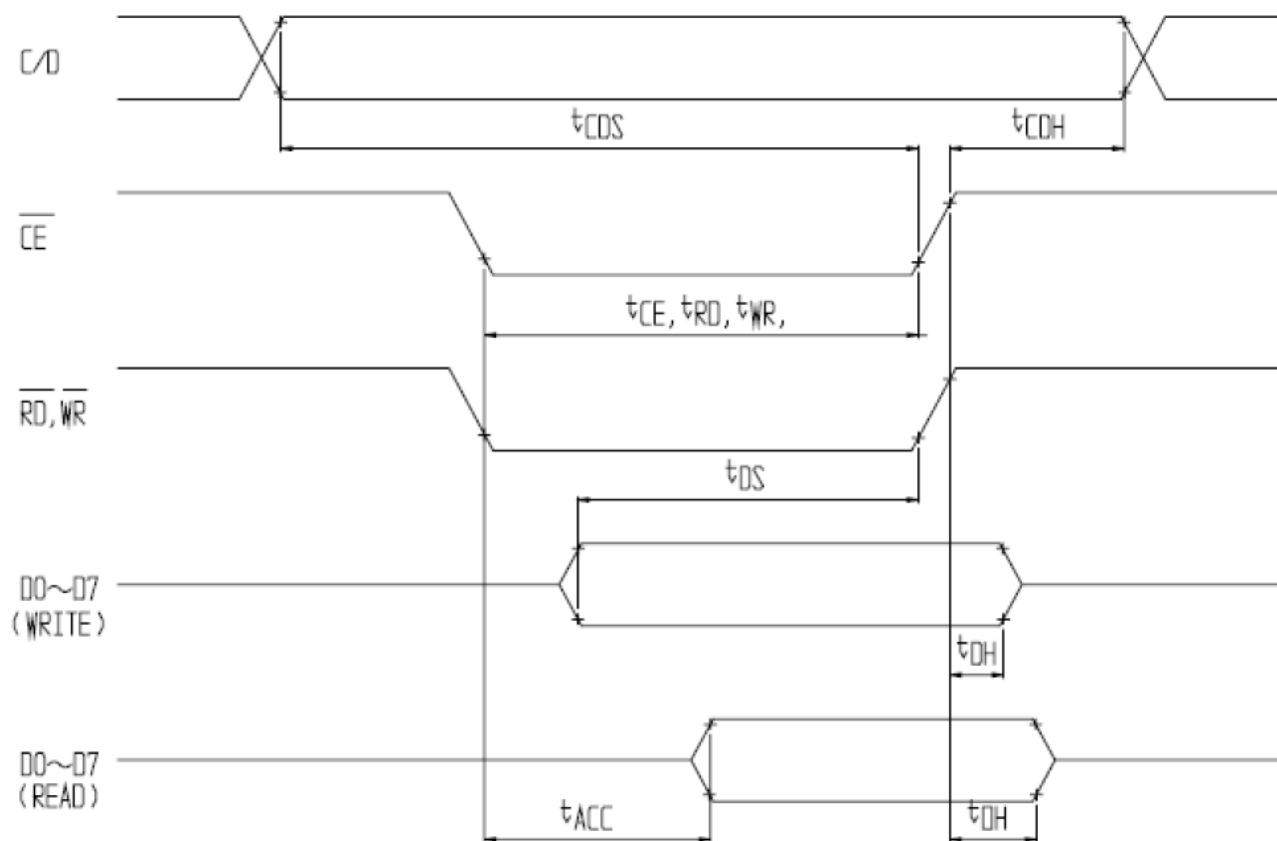 C/D
tCDS
tCDH
CE
tCE, tRD, tWR,
RD, WR
tDS
D0~D7
(WRITE)
tDH
D0~D7
(READ)
tACC
tOH